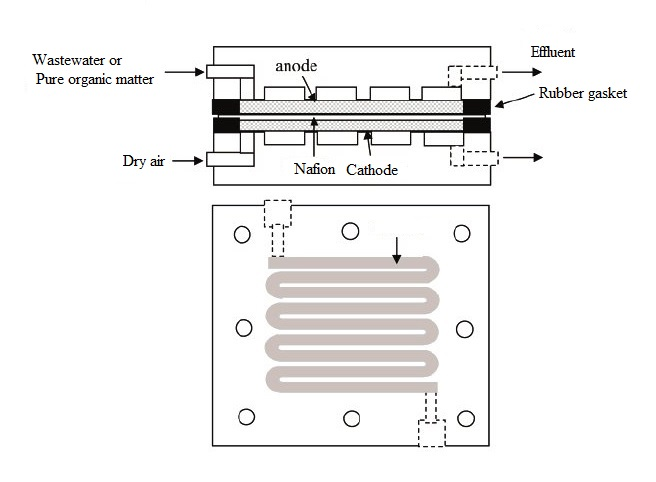 Wastewater or
Pure organic matter
anode
Effluent
Rubber gasket
Dry air
Nafion
Cathode